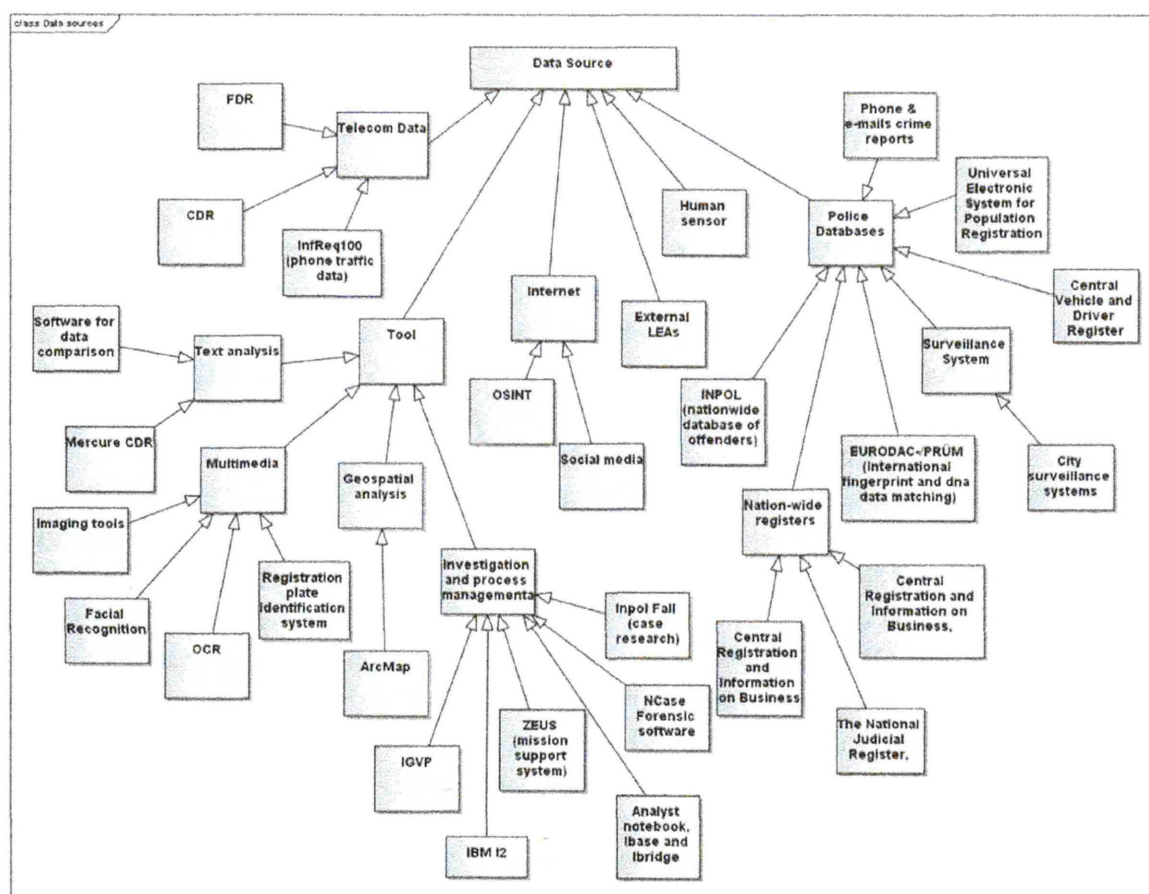 class Data sources
Data Source
FDR
Telecom Data
Phone &
e-mails crime
reports
CDR
InfReq100
(phone traffic
data)
Human
sensor
Police
Databases
Universal
Electronic
System for
Population
Registration
Internet
External
LEAs
Central
Vehicle and
Driver
Register
Software for
data
comparison
Text analysis
Tool
Surveillance
System
OSINT
INPOL
(nationwide
database of
offenders)
Mercure CDR
Multimedia
Geospatial
analysis
Social media
EURODAC-/PRÜM
(International
fingerprint and dna
data matching)
City
surveillance
systems
Imaging tools
Nation-wide
registers
Facial
Recognition
OCR
Registration
plate
identification
system
Investigation
and process
managementa
Inpol Fall
(case
research)
Central
Registration
and
Information
on Business
Central
Registration and
Information on
Business,
ArcMap
IGVP
ZEUS
(mission
support
system)
NCase
Forensic
software
The National
Judicial
Register,
IBM I2
Analyst
notebook,
Ibase and
Ibridge